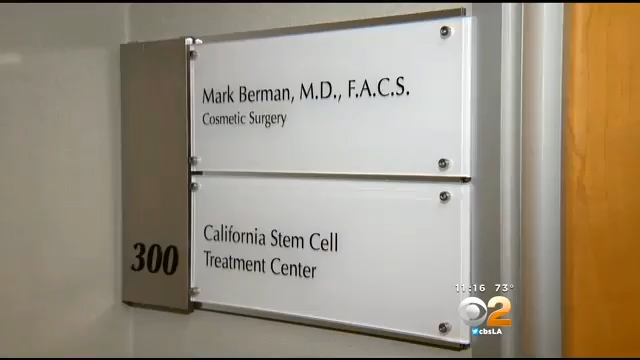 Mark Berman, M.D., F.A.C.S.
Cosmetic Surgery
300
California Stem Cell
Treatment Center
11:16 73°
2
cbsLA